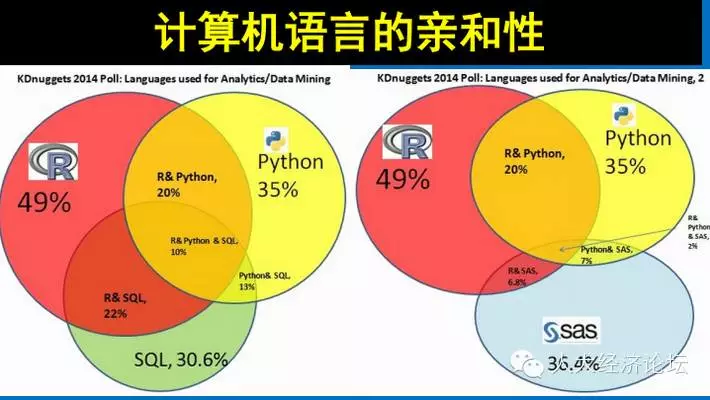 计算机语言的亲和性
KDnuggets 2014 Poll: Languages used for Analytics/Data Mining
R
49%
Python
35%
R& Python,
20%
R& Python & SQL,
10%
Python& SQL,
13%
R& SQL,
22%
SQL, 30.6%
KDnuggets 2014 Poll: Languages used for Analytics/Data Mining, 2
R
49%
Python
35%
R& Python,
20%
R&
Python
& SAS,
2%
Python& SAS,
7%
R& SAS,
6.8%
sas
36.4%
人大经济论坛